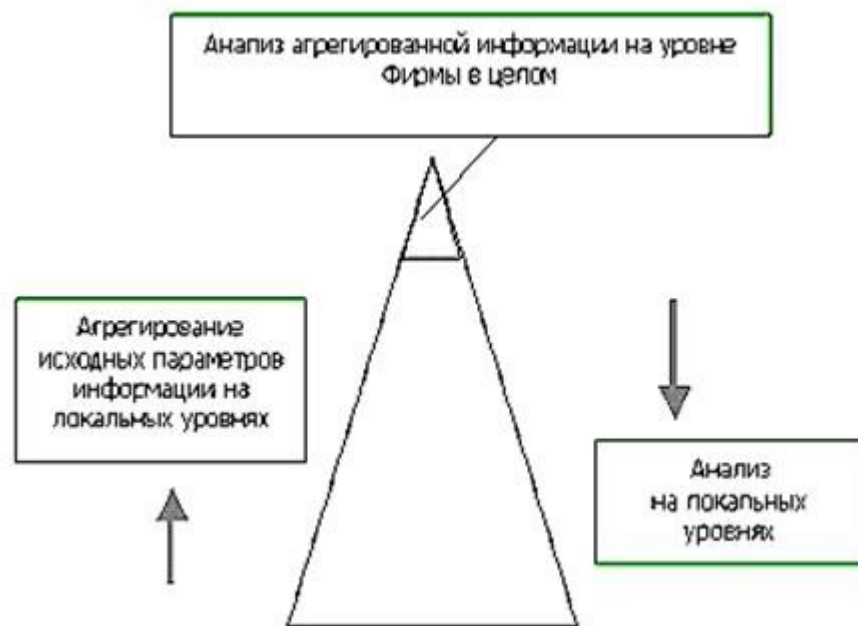 Анализ агрегированной информации на уровне
Фирмы в целом
Агрегирование
исходных параметров
информации на
локальных уровнях
Анализ
на локальных
уровнях